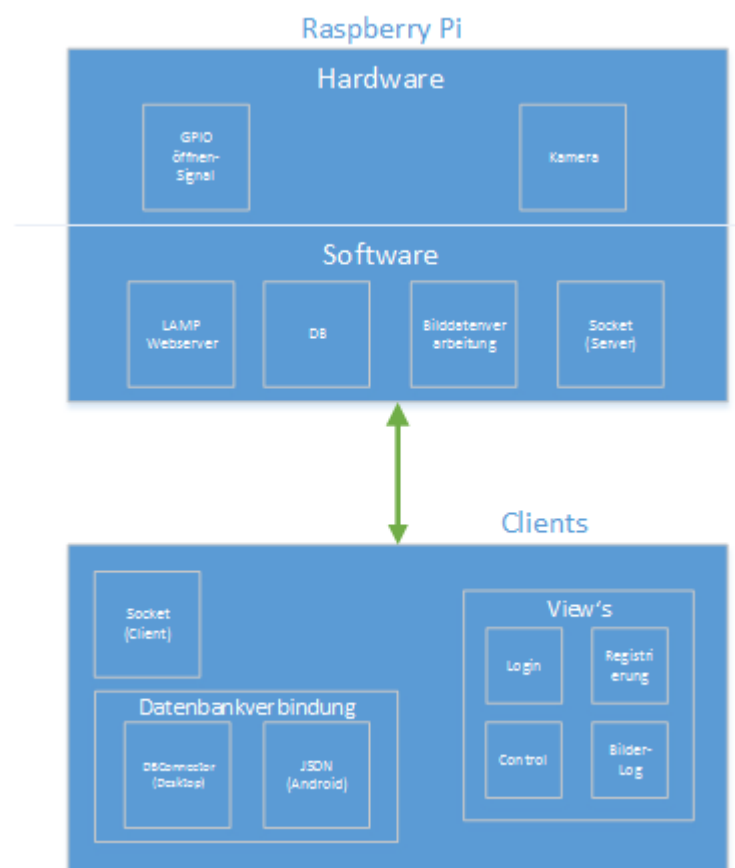 Raspberry Pi
Hardware
GPIO
öffnen-
Signal
Kamera
Software
LAMP
Webserver
DB
Bilddatenver
arbeitung
Socket
(Server)
Clients
Socket
(Client)
View's
Login
Registri
erung
Datenbankverbindung
DBConnector
(Desktop)
JSON
(Android)
Control
Bilder-
Log